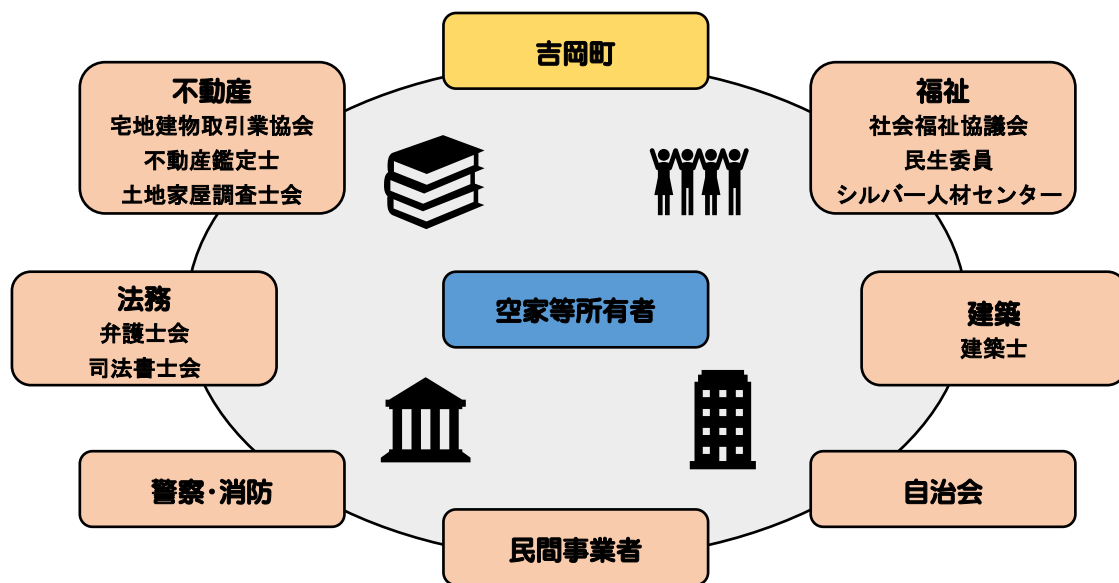 吉岡町
不動産
宅地建物取引業協会
不動産鑑定士
土地家屋調査士会
福祉
社会福祉協議会
民生委員
シルバー人材センター
法務
弁護士会
司法書士会
空家等所有者
建築
建築士
警察・消防
自治会
民間事業者